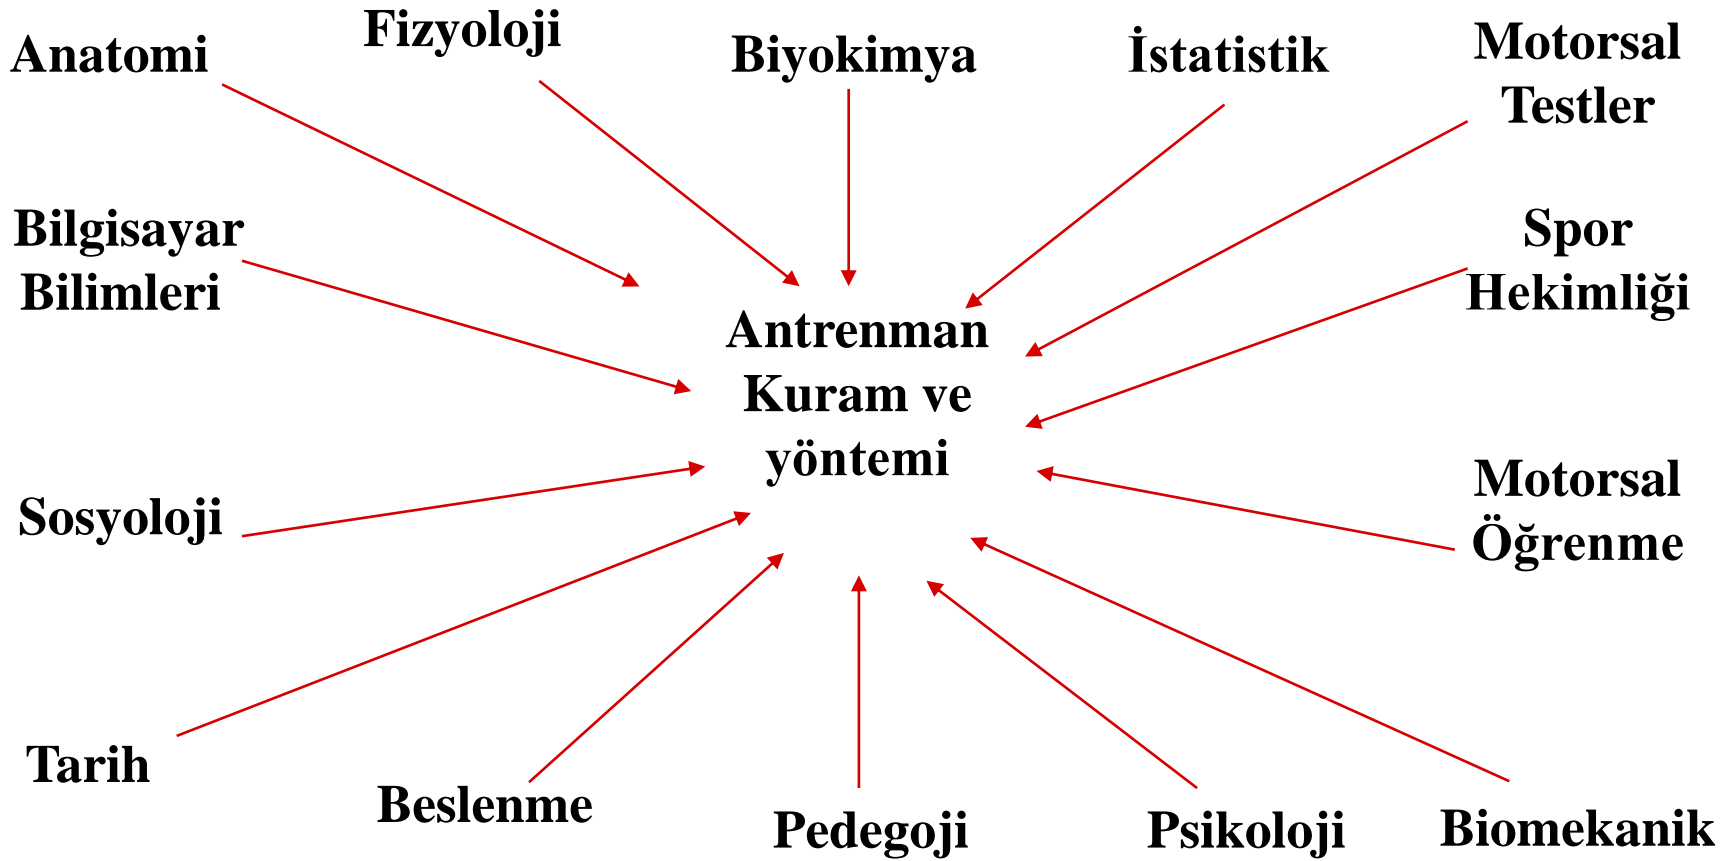 Anatomi
Fizyoloji
Biyokimya
İstatistik
Motorsal
Testler
Bilgisayar
Bilimleri
Spor
Hekimliği
Antrenman
Kuram ve
yöntemi
Sosyoloji
Motorsal
Öğrenme
Tarih
Beslenme
Pedegoji
Psikoloji
Biomekanik